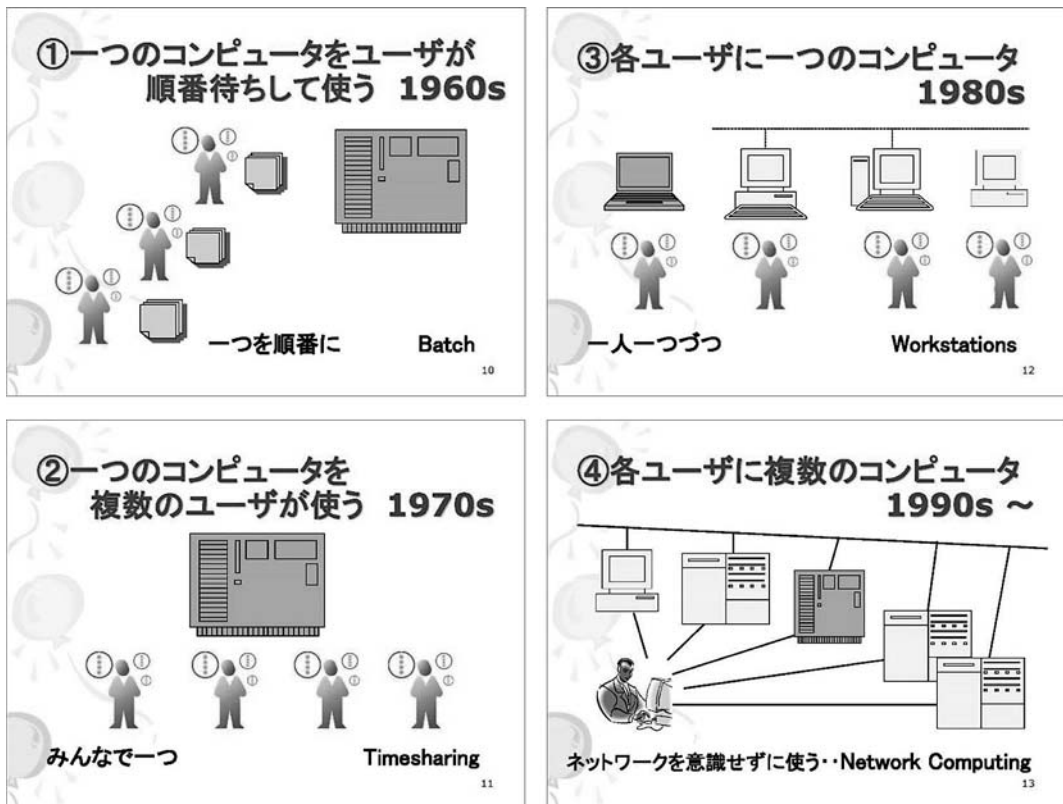 ①一つのコンピュータをユーザが
順番待ちして使う 1960s
一つを順番に Batch
10
②一つのコンピュータを
複数のユーザが使う 1970s
みんなで一つ Timesharing
11
③各ユーザに一つのコンピュータ
1980s
一人一つづつ Workstations
12
④各ユーザに複数のコンピュータ
1990s ～
ネットワークを意識せずに使う・・Network Computing
13